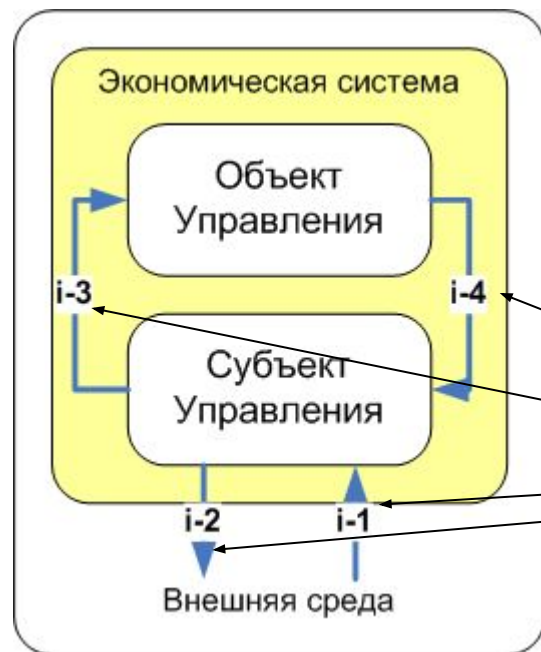 Экономическая система
Объект
Управления
i-3
i-4
Субъект
Управления
i-2
i-1
Внешняя среда